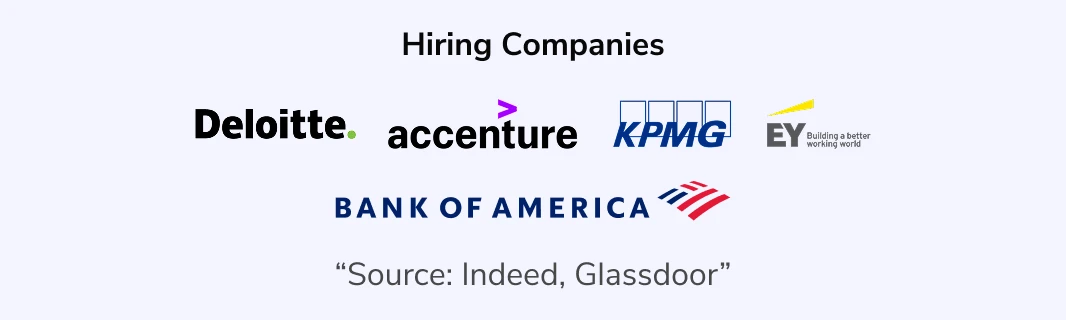 Hiring Companies
Deloitte.
accenture
KPMG
EY Building a better
working world
BANK OF AMERICA
“Source: Indeed, Glassdoor”